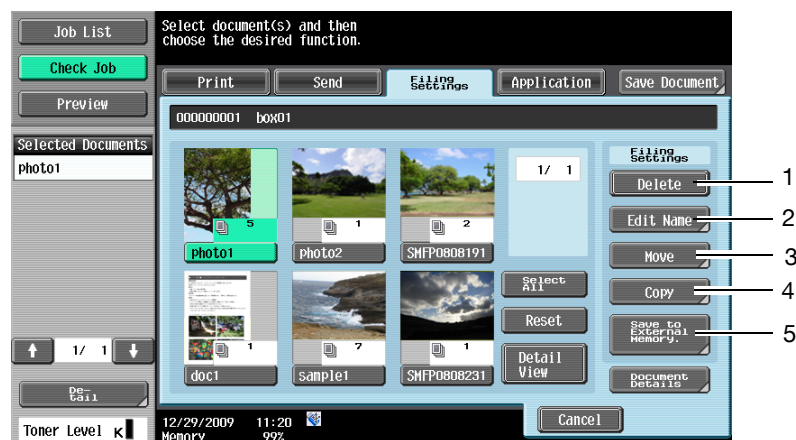 Job List
Check Job
Preview
Selected Documents
photo1
1/ 1
De-
tail
Toner Level K
Select document(s) and then
choose the desired function.
Print
Send
Filing
Settings
Application
Save Document
000000001 box01
5
photo1
1
photo2
2
SMFP0808191
1
doc1
7
sample1
1
SMFP0808231
1/ 1
Select
All
Reset
Detail
View
Filing
Settings
Delete
Edit Name
Move
Copy
Save to
External
Memory.
Document
Details
1
2
3
4
5
12/29/2009 11:20
Memory 99%
Cancel